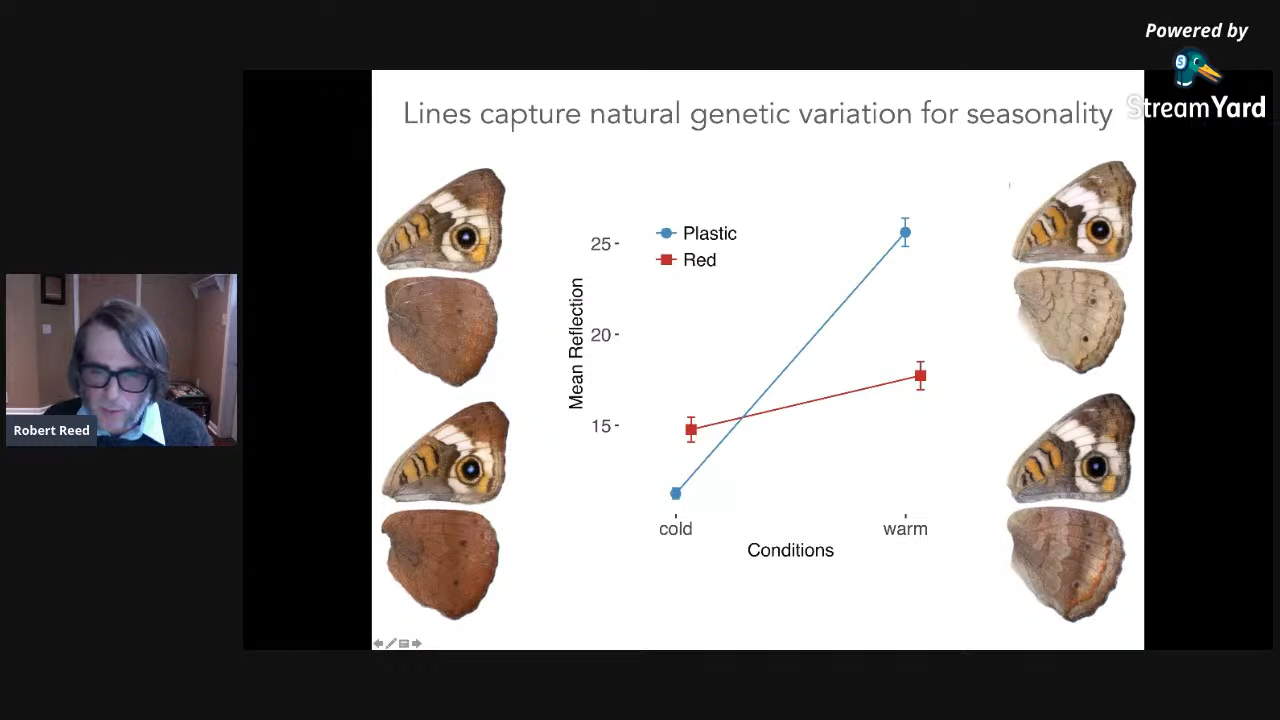 Powered by
StreamYard
Lines capture natural genetic variation for seasonality
Plastic
Red
25
20
15
Mean Reflection
cold
warm
Conditions
Robert Reed